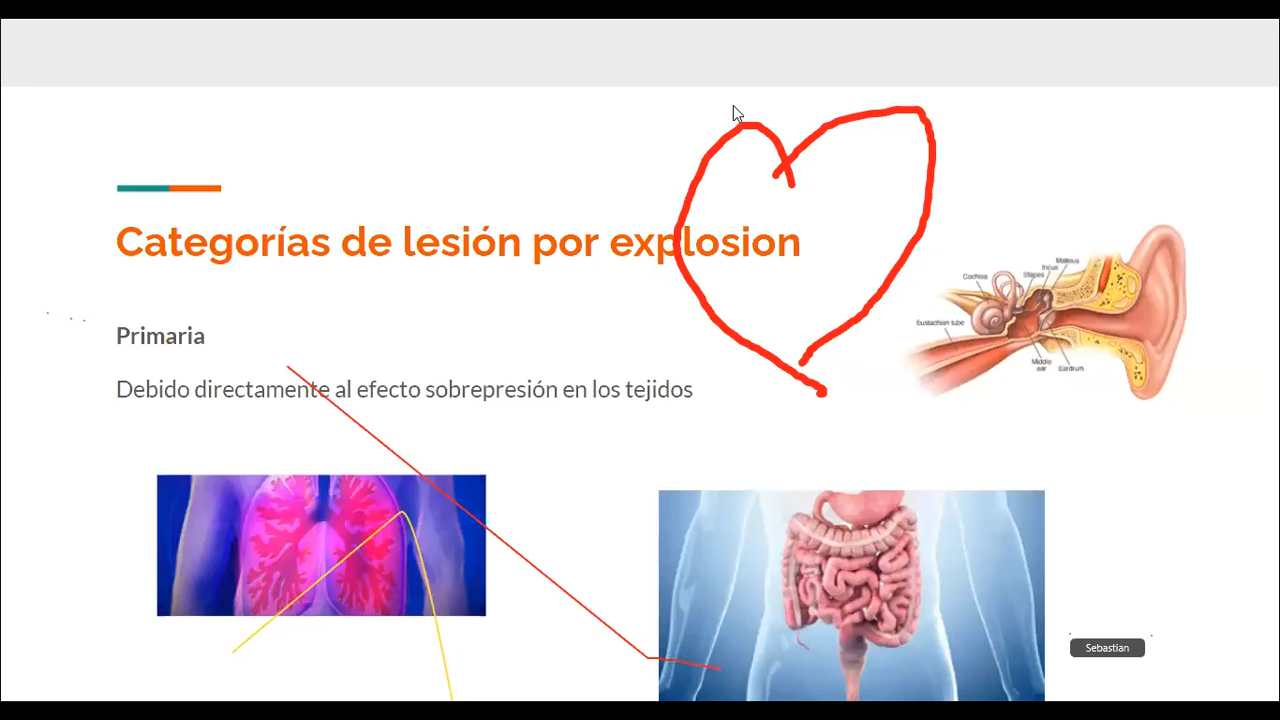 Categorías de lesión por explosion
Primaria
Debido directamente al efecto sobrepresión en los tejidos
Cochlea
Stapes
Incus
Malleus
Eustachian tube
Middle
ear
Eardrum
Sebastian